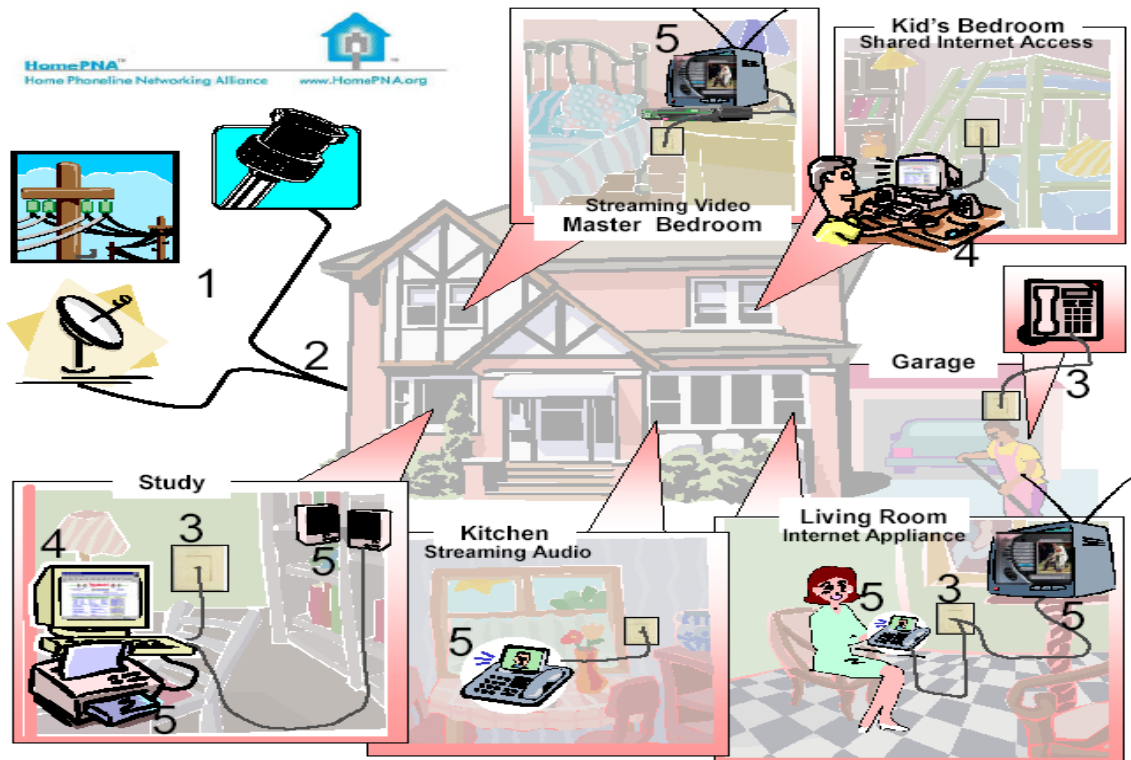 HomePNA™
Home Phoneline Networking Alliance www.HomePNA.org
5
Kid's Bedroom
Shared Internet Access
Streaming Video
Master Bedroom
4
1
2
Garage
3
Study
3
4
5
5
Kitchen
Streaming Audio
5
Living Room
Internet Appliance
5
3
5